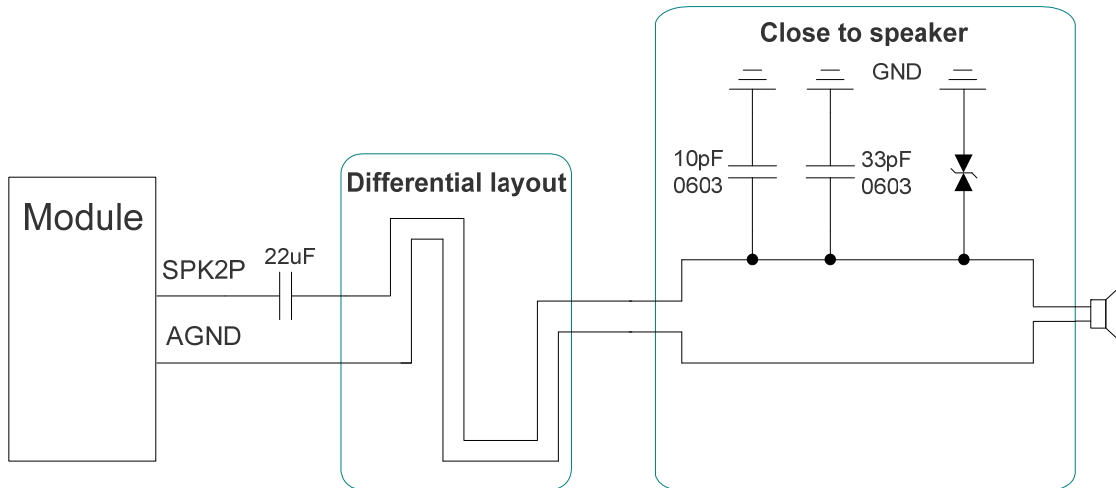 Close to speaker
GND
10pF
0603
33pF
0603
Differential layout
Module
SPK2P
22uF
AGND